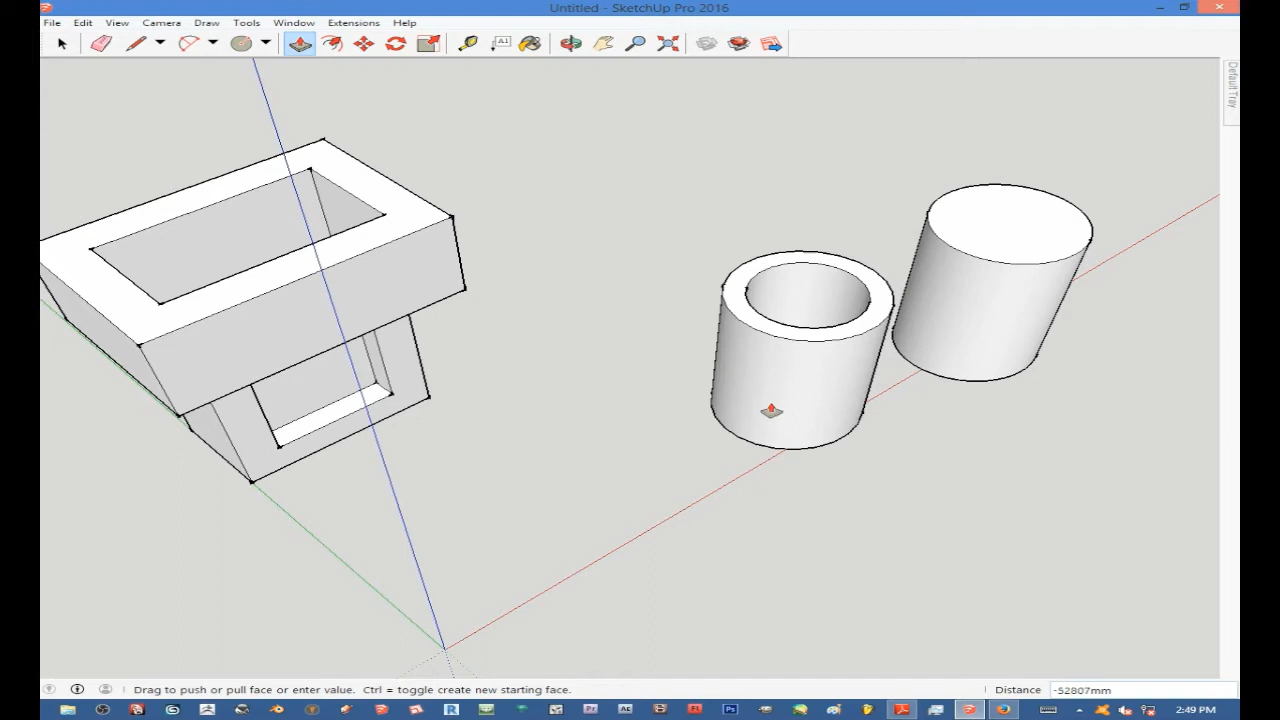 Untitled - SketchUp Pro 2016
File Edit View Camera Draw Tools Window Extensions Help
A1
Default Tray
Drag to push or pull face or enter value. Ctrl = toggle create new starting face.
Distance -52807mm
2:49 PM